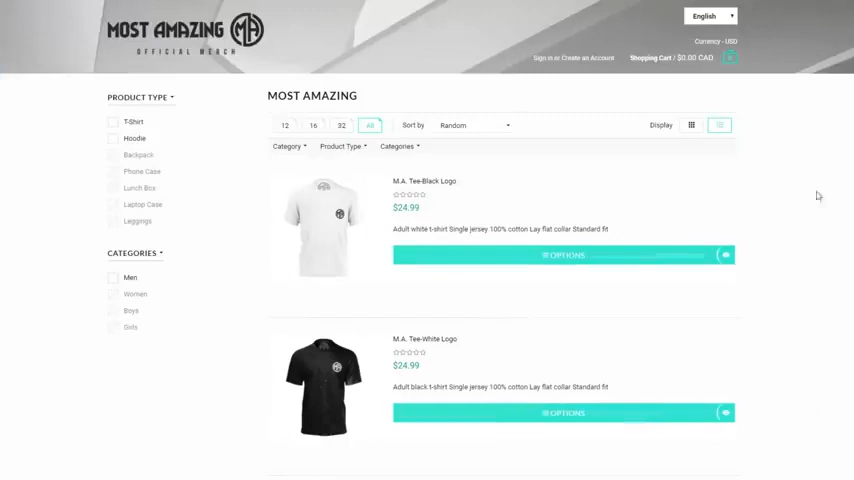 MOST AMAZING MA
OFFICIAL MERCH
English
Currency - USD
Sign in or Create an Account
Shopping Cart / $0.00 CAD
PRODUCT TYPE
T-Shirt
Hoodie
Backpack
Phone Case
Lunch Box
Laptop Case
Leggings
CATEGORIES
Men
Women
Boys
Girls
MOST AMAZING
12 16 32 All Sort by Random Display
Category Product Type Categories
M.A. Tee-Black Logo
$24.99
Adult white t-shirt Single jersey 100% cotton Lay flat collar Standard fit
OPTIONS
M.A. Tee-White Logo
$24.99
Adult black t-shirt Single jersey 100% cotton Lay flat collar Standard fit
OPTIONS